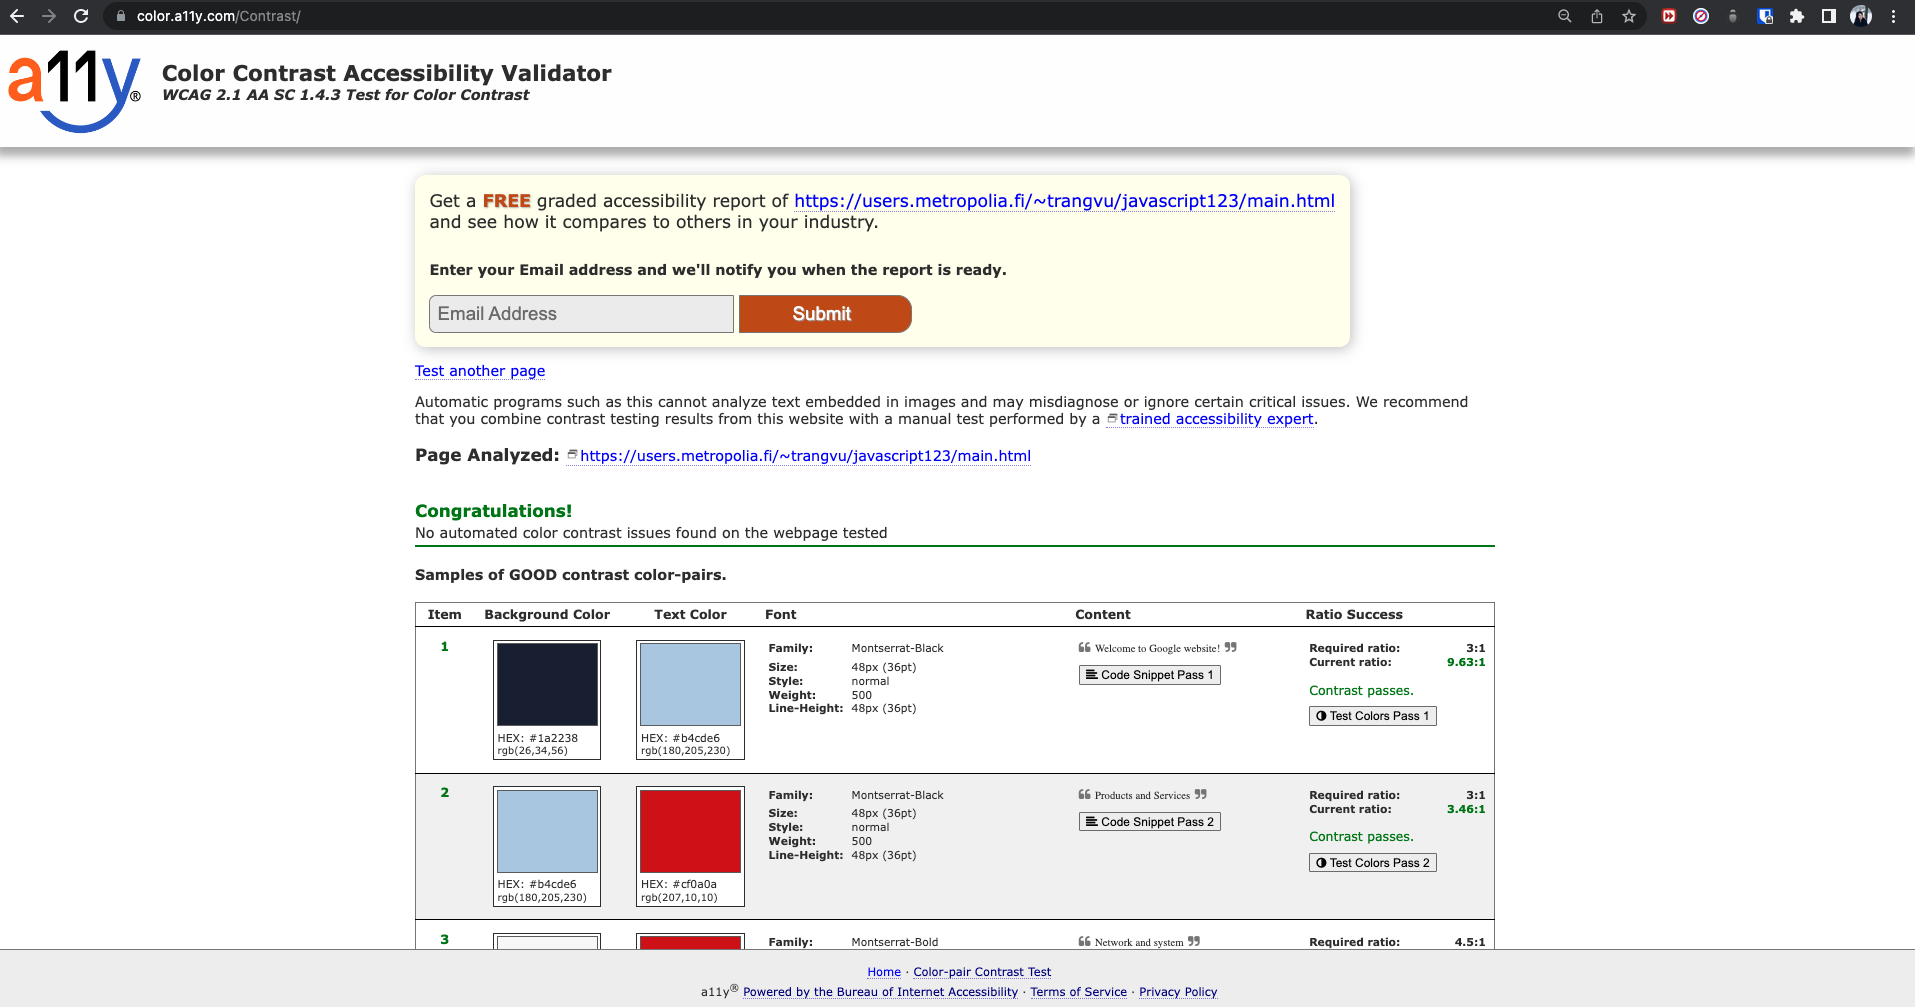 color.a11y.com/Contrast/
a11y®
Color Contrast Accessibility Validator
WCAG 2.1 AA SC 1.4.3 Test for Color Contrast
Get a FREE graded accessibility report of https://users.metropolia.fi/~trangvu/javascript123/main.html
and see how it compares to others in your industry.
Enter your Email address and we'll notify you when the report is ready.
Email Address Submit
Test another page
Automatic programs such as this cannot analyze text embedded in images and may misdiagnose or ignore certain critical issues. We recommend
that you combine contrast testing results from this website with a manual test performed by a trained accessibility expert.
Page Analyzed: https://users.metropolia.fi/~trangvu/javascript123/main.html
Congratulations!
No automated color contrast issues found on the webpage tested
Samples of GOOD contrast color-pairs.
Item Background Color Text Color Font Content Ratio Success
1
HEX: #1a2238
rgb(26,34,56)
HEX: #b4cde6
rgb(180,205,230)
Family: Montserrat-Black
Size: 48px (36pt)
Style: normal
Weight: 500
Line-Height: 48px (36pt)
❝ Welcome to Google website! ❞
Code Snippet Pass 1
Required ratio: 3:1
Current ratio: 9.63:1
Contrast passes.
Test Colors Pass 1
2
HEX: #b4cde6
rgb(180,205,230)
HEX: #cf0a0a
rgb(207,10,10)
Family: Montserrat-Black
Size: 48px (36pt)
Style: normal
Weight: 500
Line-Height: 48px (36pt)
❝ Products and Services ❞
Code Snippet Pass 2
Required ratio: 3:1
Current ratio: 3.46:1
Contrast passes.
Test Colors Pass 2
3
Family: Montserrat-Bold
❝ Network and system ❞
Required ratio: 4.5:1
Home · Color-pair Contrast Test
a11y® Powered by the Bureau of Internet Accessibility · Terms of Service · Privacy Policy